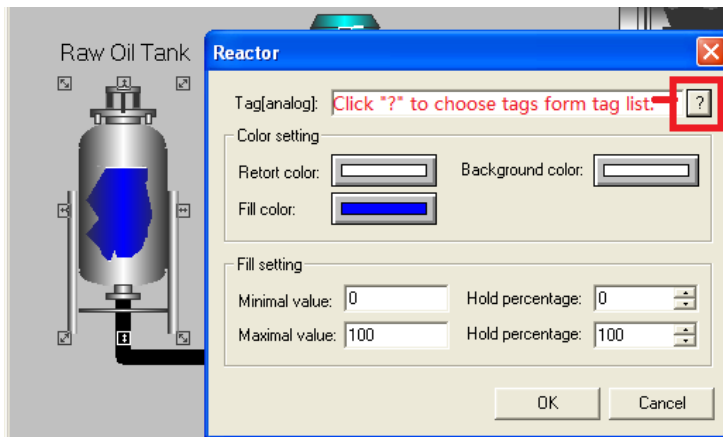 Raw Oil Tank
Reactor
Tag[analog]: Click "?" to choose tags form tag list. ?
Color setting
Retort color: Background color:
Fill color:
Fill setting
Minimal value: 0 Hold percentage: 0
Maximal value: 100 Hold percentage: 100
OK Cancel